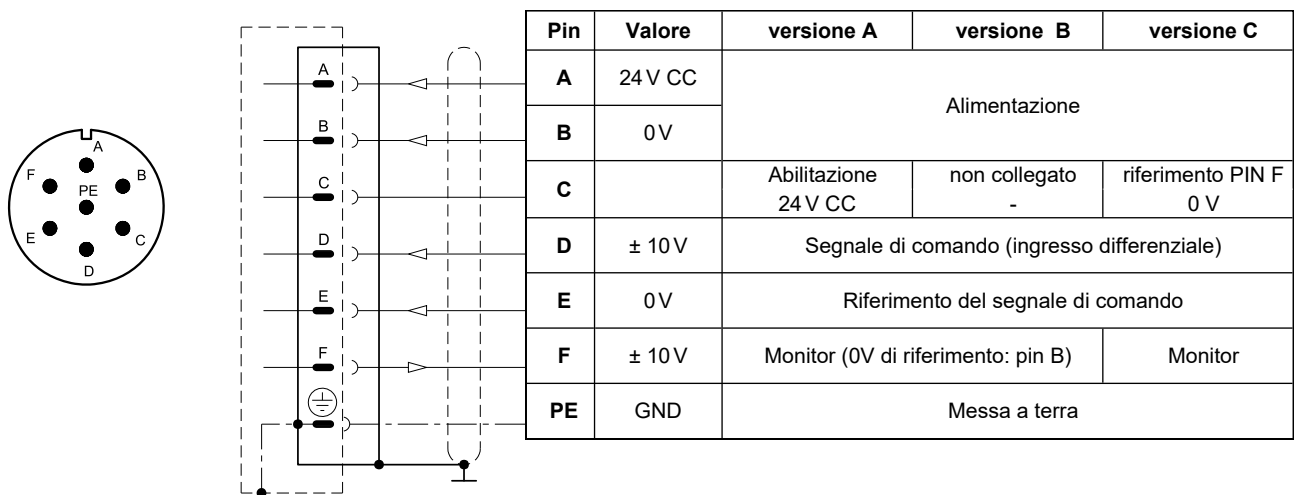 A
B
C
D
E
F
PE
A
B
C
D
E
F
Pin Valore versione A versione B versione C
A 24 V CC Alimentazione
B 0 V
C Abilitazione non collegato riferimento PIN F
24 V CC - 0 V
D ± 10 V Segnale di comando (ingresso differenziale)
E 0 V Riferimento del segnale di comando
F ± 10 V Monitor (0V di riferimento: pin B) Monitor
PE GND Messa a terra